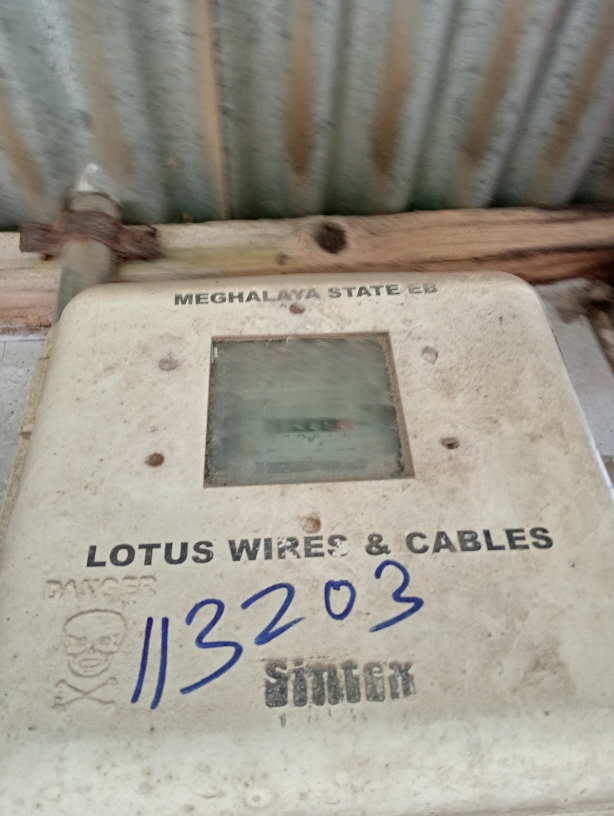 MEGHALAYA STATE EB
LOTUS WIRES & CABLES
DANGER
113203
Sintex